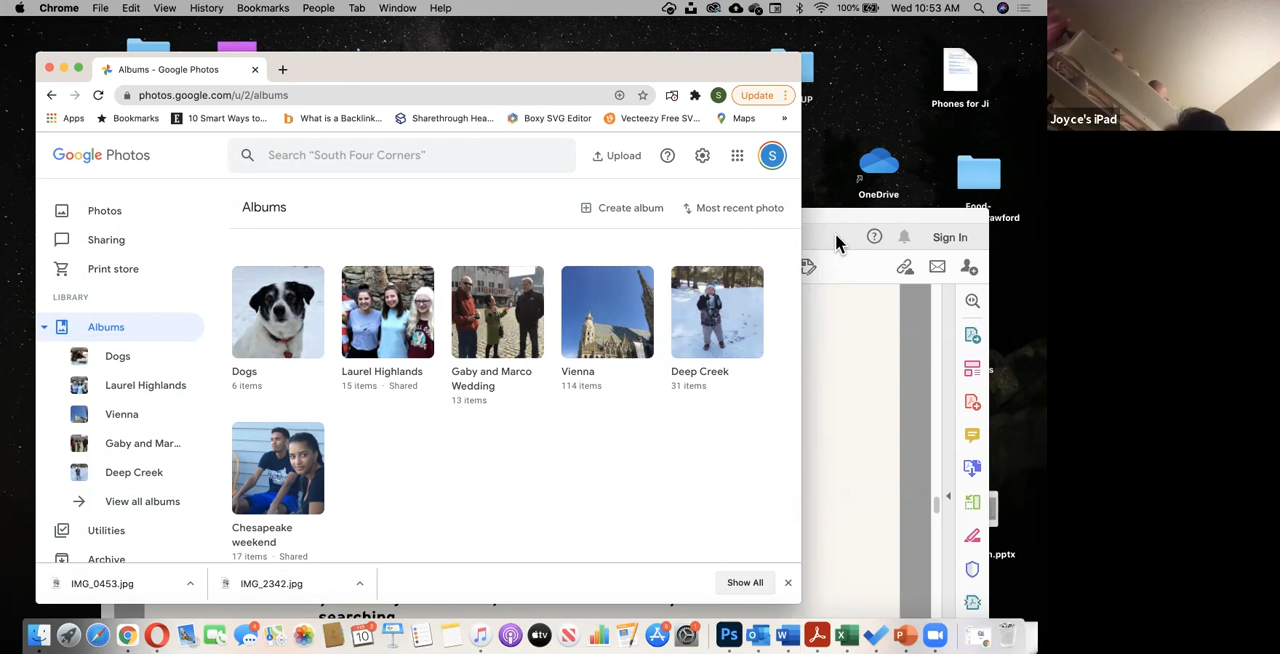 Chrome File Edit View History Bookmarks People Tab Window Help 100% Wed 10:53 AM
Albums - Google Photos
photos.google.com/u/2/albums S Update
Apps Bookmarks 10 Smart Ways to... What is a Backlink... Sharethrough Hea... Boxy SVG Editor Vecteezy Free SV... Maps »
Google Photos Search "South Four Corners" Upload S
Photos
Sharing
Print store
LIBRARY
Albums
Dogs
Laurel Highlands
Vienna
Gaby and Mar...
Deep Creek
View all albums
Utilities
Archive
Albums Create album Most recent photo
Dogs
6 items
Laurel Highlands
15 items · Shared
Gaby and Marco
Wedding
13 items
Vienna
114 items
Deep Creek
31 items
Chesapeake
weekend
17 items · Shared
IMG_0453.jpg IMG_2342.jpg Show All
searching
UP
Phones for Ji
OneDrive
Food-
awford
Sign In
n.pptx
Joyce's iPad